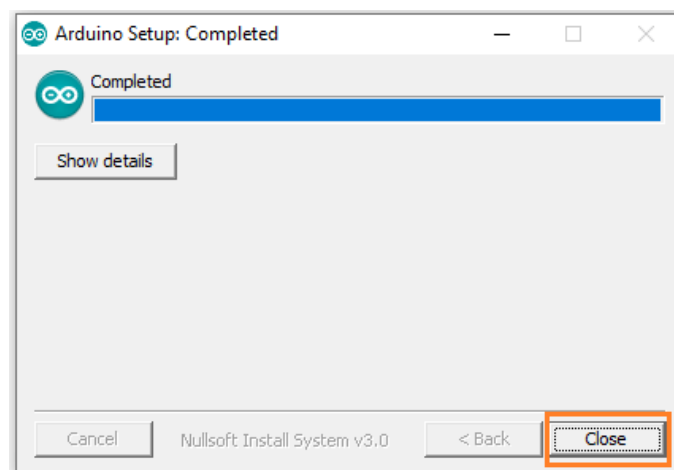 Arduino Setup: Completed
Completed
Show details
Cancel
Nullsoft Install System v3.0
< Back
Close